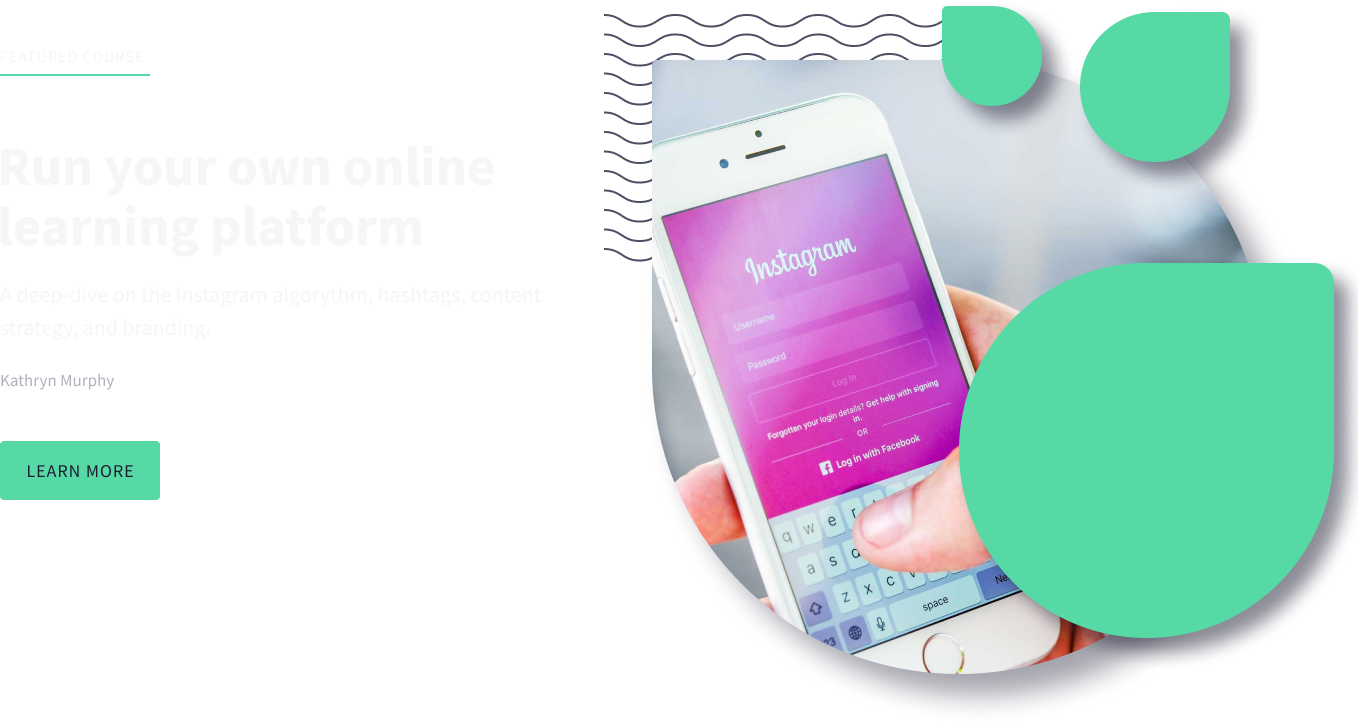 FEATURED COURSE
Run your own online
learning platform
A deep-dive on the Instagram algorythm, hashtags, content
strategy, and branding.
Kathryn Murphy
LEARN MORE
Instagram
Username
Password
Log In
Forgotten your login details? Get help with signing
in.
OR
Log in with Facebook
q w e r
a s
z x c v
space